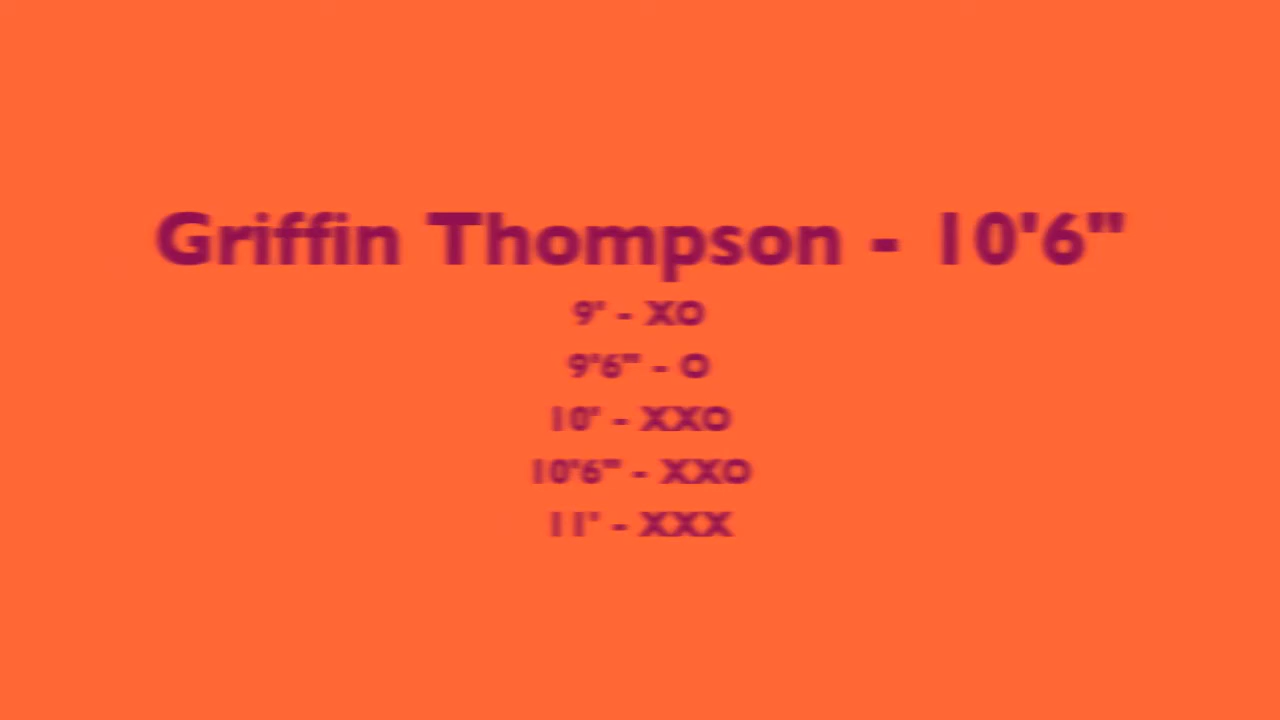 Griffin Thompson - 10'6"
9' - XO
9'6" - O
10' - XXO
10'6" - XXO
11' - XXX